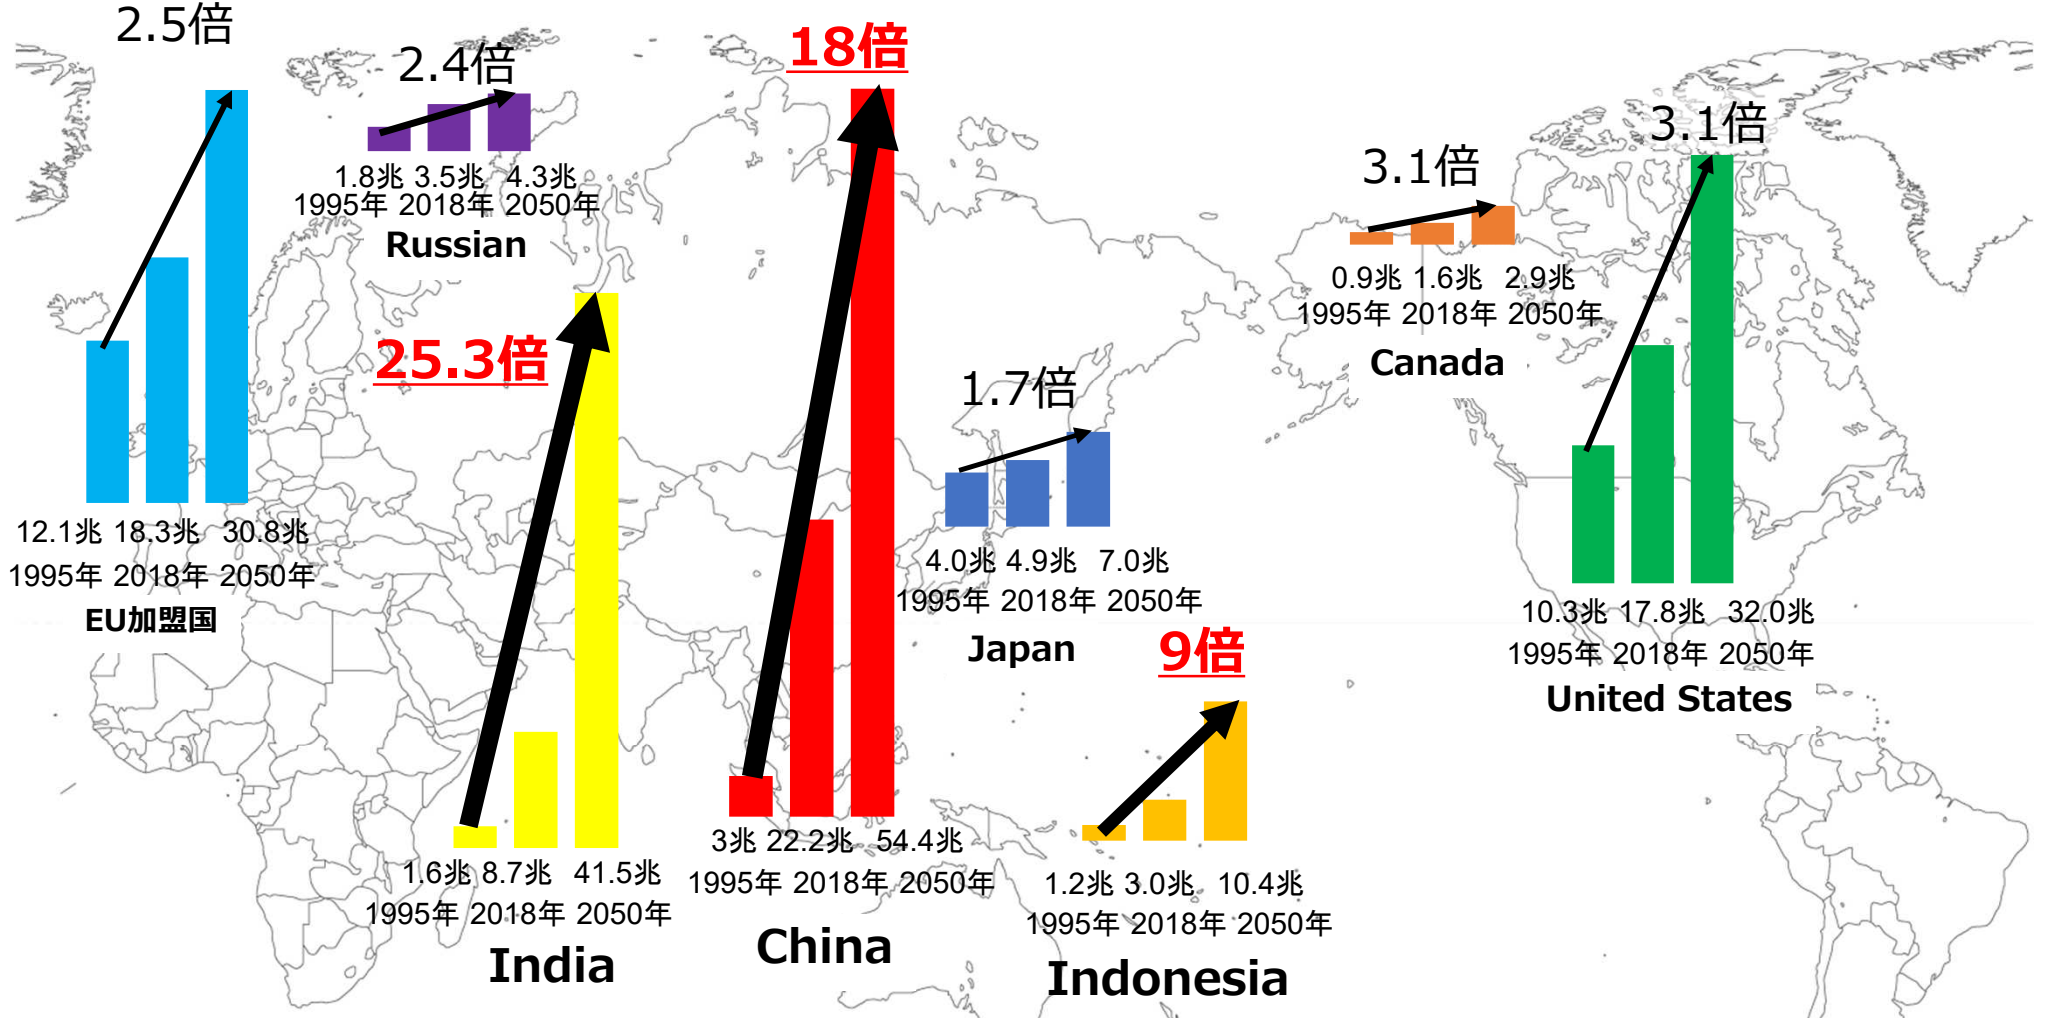 2.5倍
12.1兆 18.3兆 30.8兆
1995年 2018年 2050年
EU加盟国
2.4倍
1.8兆 3.5兆 4.3兆
1995年 2018年 2050年
Russian
25.3倍
1.6兆 8.7兆 41.5兆
1995年 2018年 2050年
India
18倍
3兆 22.2兆 54.4兆
1995年 2018年 2050年
China
1.7倍
4.0兆 4.9兆 7.0兆
1995年 2018年 2050年
Japan
9倍
1.2兆 3.0兆 10.4兆
1995年 2018年 2050年
Indonesia
3.1倍
0.9兆 1.6兆 2.9兆
1995年 2018年 2050年
Canada
3.1倍
10.3兆 17.8兆 32.0兆
1995年 2018年 2050年
United States